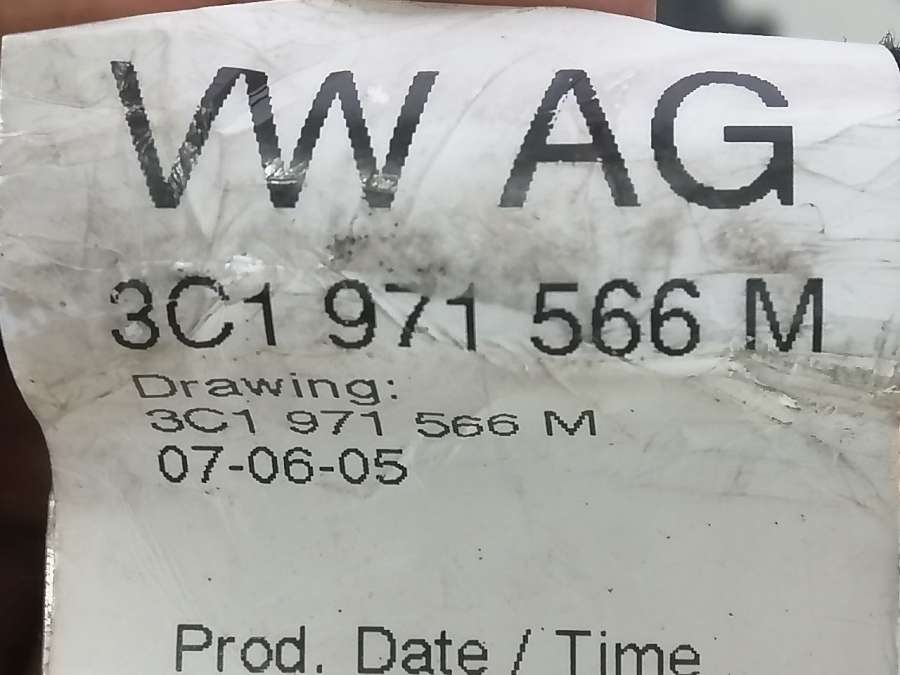 VW AG
3C1 971 566 M
Drawing:
3C1 971 566 M
07-06-05
Prod. Date / Time